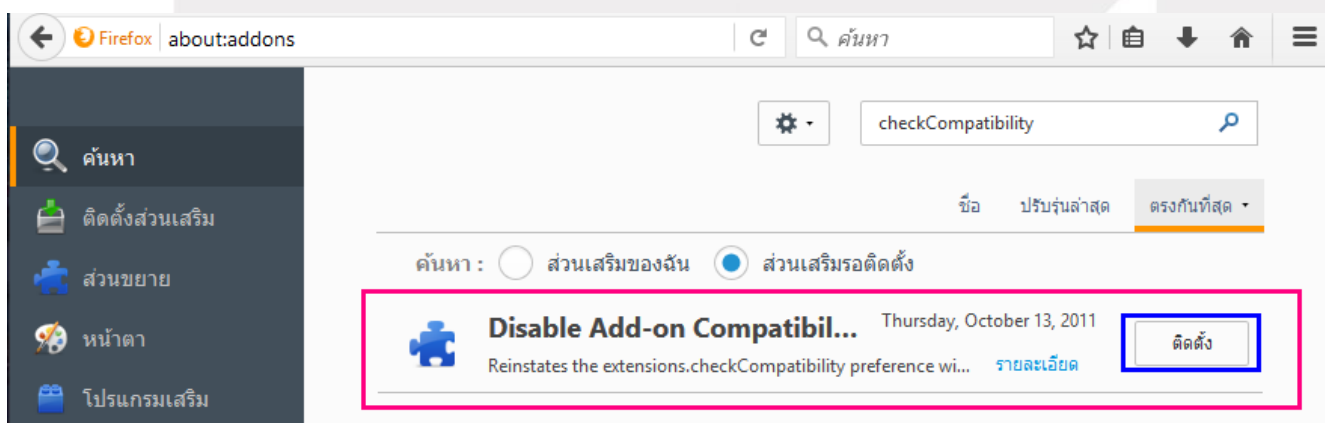 Firefox about:addons ค้นหา
checkCompatibility
ค้นหา
ติดตั้งส่วนเสริม
ส่วนขยาย
หน้าตา
โปรแกรมเสริม
ชื่อ ปรับรุ่นล่าสุด ตรงกันที่สุด
ค้นหา : ส่วนเสริมของฉัน ส่วนเสริมรอติดตั้ง
Disable Add-on Compatibil... Thursday, October 13, 2011
Reinstates the extensions.checkCompatibility preference wi... รายละเอียด
ติดตั้ง